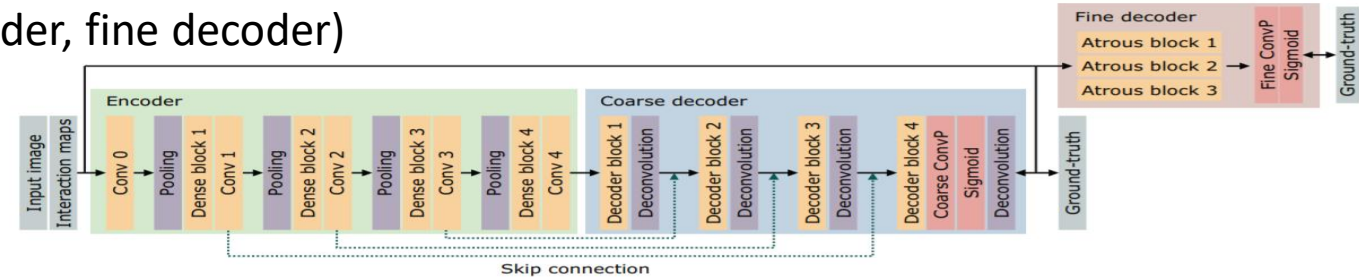 der, fine decoder)
Fine decoder
Atrous block 1
Atrous block 2
Atrous block 3
Fine ConvP
Sigmoid
Ground-truth
Encoder
Coarse decoder
Input image
Interaction maps
Conv 0
Pooling
Dense block 1
Conv 1
Pooling
Dense block 2
Conv 2
Pooling
Dense block 3
Conv 3
Pooling
Dense block 4
Conv 4
Decoder block 1
Deconvolution
Decoder block 2
Deconvolution
Decoder block 3
Deconvolution
Decoder block 4
Coarse ConvP
Sigmoid
Deconvolution
Ground-truth
Skip connection